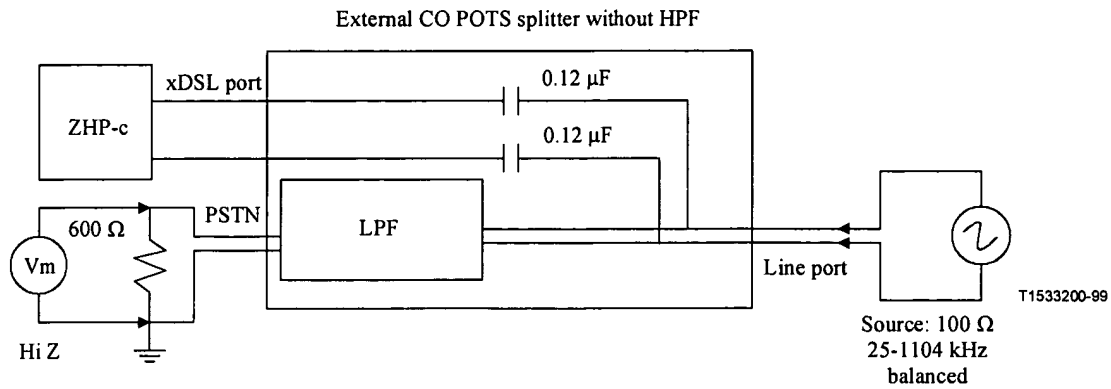 External CO POTS splitter without HPF
xDSL port
0.12 µF
ZHP-c
0.12 µF
PSTN
LPF
600 Ω
Vm
Line port
T1533200-99
Hi Z
Source: 100 Ω
25-1104 kHz
balanced